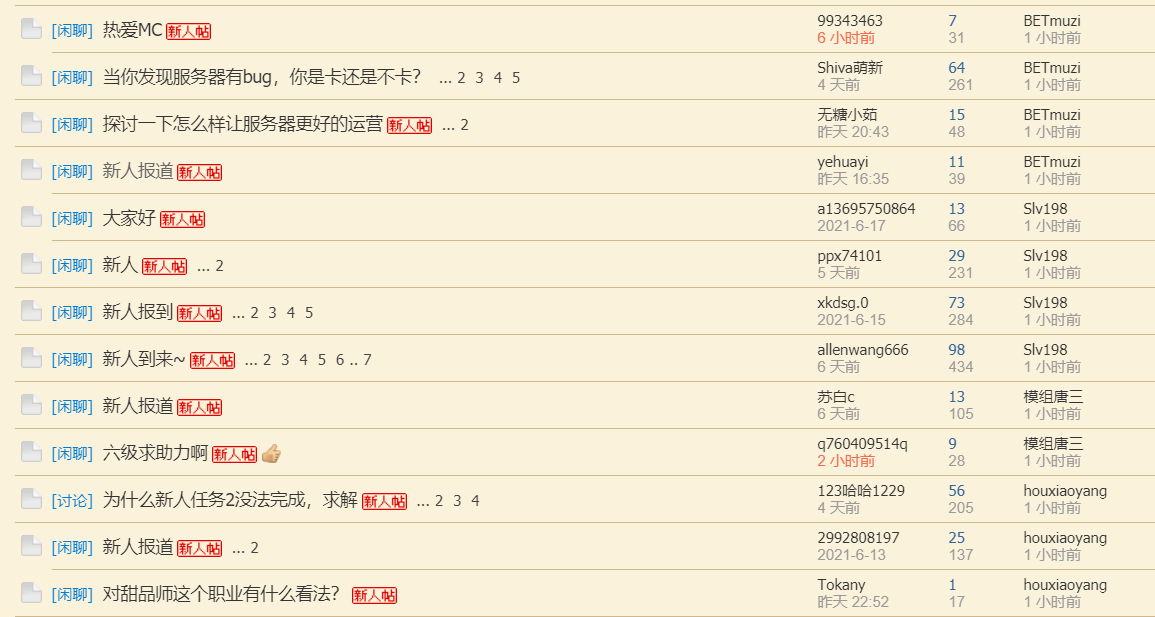 [闲聊] 热爱MC 新人帖 99343463 7 BETmuzi
6 小时前 31 1 小时前
[闲聊] 当你发现服务器有bug，你是卡还是不卡？ ... 2 3 4 5 Shiva萌新 64 BETmuzi
4 天前 261 1 小时前
[闲聊] 探讨一下怎么样让服务器更好的运营 新人帖 ... 2 无糖小茹 15 BETmuzi
昨天 20:43 48 1 小时前
[闲聊] 新人报道 新人帖 yehuayi 11 BETmuzi
昨天 16:35 39 1 小时前
[闲聊] 大家好 新人帖 a13695750864 13 Slv198
2021-6-17 66 1 小时前
[闲聊] 新人 新人帖 ... 2 ppx74101 29 Slv198
5 天前 231 1 小时前
[闲聊] 新人报到 新人帖 ... 2 3 4 5 xkdsg.0 73 Slv198
2021-6-15 284 1 小时前
[闲聊] 新人到来~ 新人帖 ... 2 3 4 5 6 .. 7 allenwang666 98 Slv198
6 天前 434 1 小时前
[闲聊] 新人报道 新人帖 苏白c 13 模组唐三
6 天前 105 1 小时前
[闲聊] 六级求助力啊 新人帖 q760409514q 9 模组唐三
2 小时前 28 1 小时前
[讨论] 为什么新人任务2没法完成，求解 新人帖 ... 2 3 4 123哈哈1229 56 houxiaoyang
4 天前 205 1 小时前
[闲聊] 新人报道 新人帖 ... 2 2992808197 25 houxiaoyang
2021-6-13 137 1 小时前
[闲聊] 对甜品师这个职业有什么看法？ 新人帖 Tokany 1 houxiaoyang
昨天 22:52 17 1 小时前